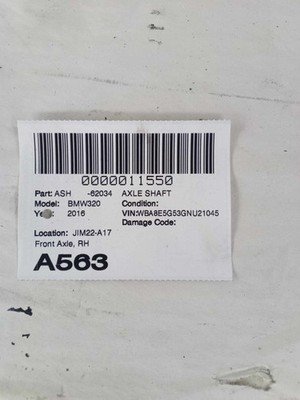 0000011550
Part: ASH -62034 AXLE SHAFT
Model: BMW320 Condition:
2016 VIN:WBA8E5G53GNU21045
Damage Code:
Location: JIM22-A17
Front Axle, RH
A563